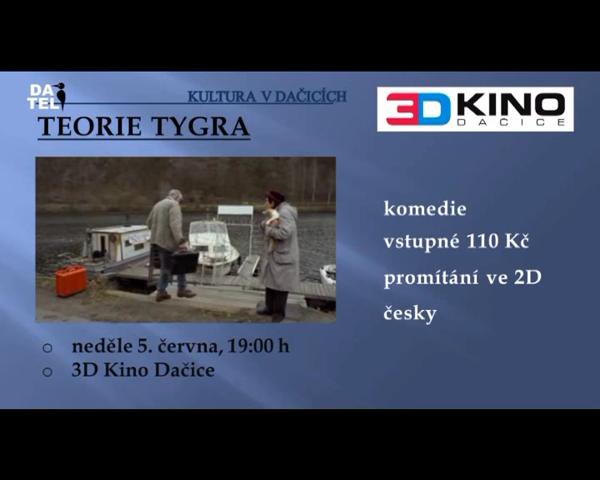 DA
TEL
KULTURA V DAČICÍCH
TEORIE TYGRA
3D KINO
DAČICE
komedie
vstupné 110 Kč
promítání ve 2D
česky
o neděle 5. června, 19:00 h
o 3D Kino Dačice